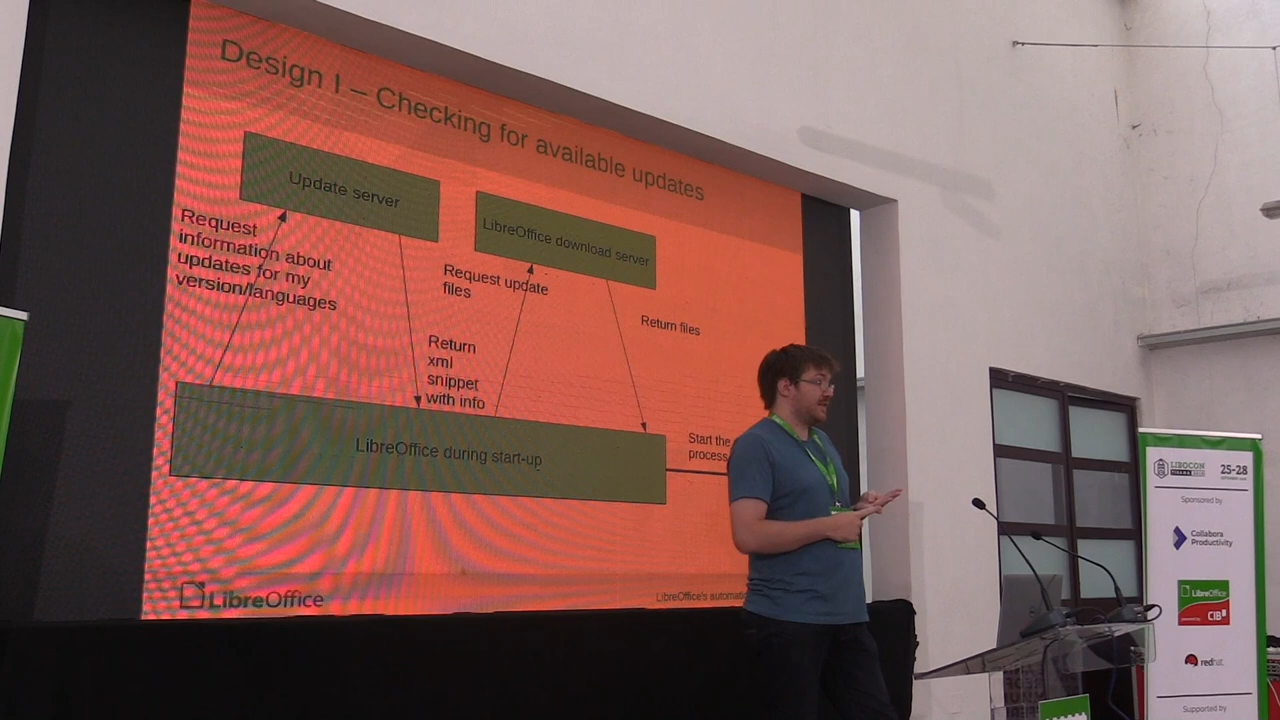 Design I – Checking for available updates
Update server
LibreOffice download server
Request
information about
updates for my
version/languages
Request update
files
Return files
Return
xml
snippet
with info
LibreOffice during start-up
Start the
process
LibreOffice
LibreOffice's
LIBOCON
25-28
Sponsored by
Collabora
Productivity
LibreOffice
CIB
redhat
Supported by